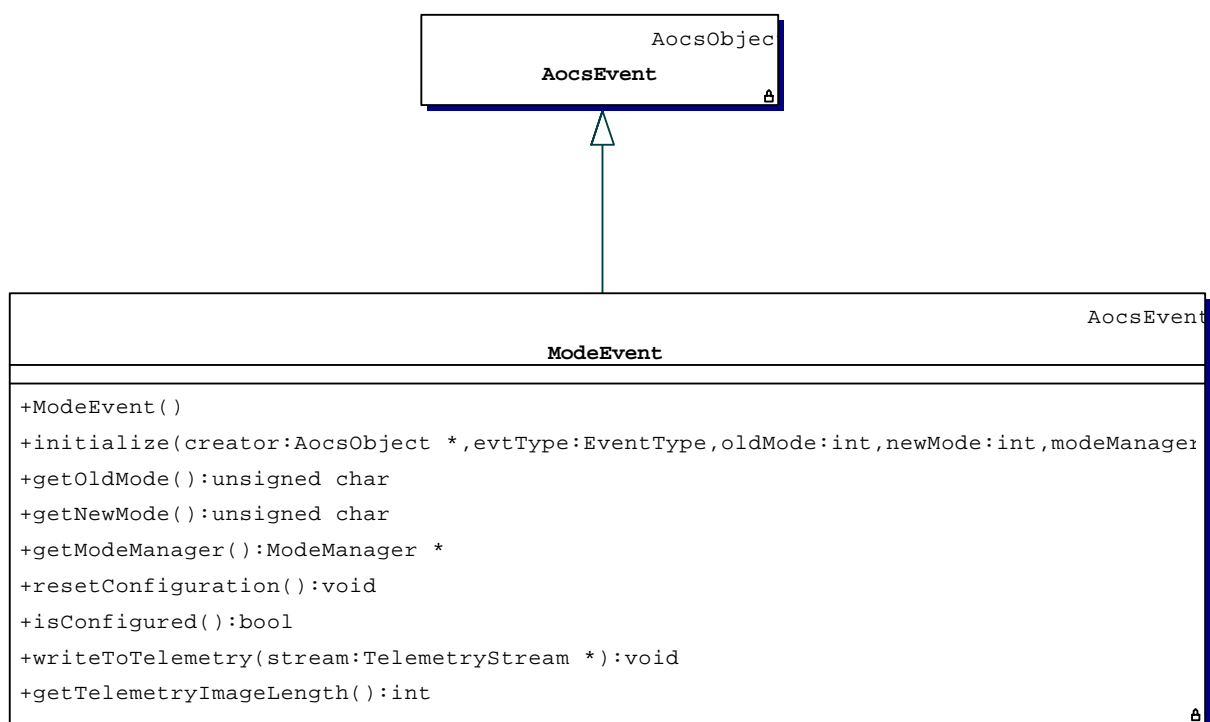 AocsObjec
AocsEvent
AocsEvent
ModeEvent
+ModeEvent()
+initialize(creator:AocsObject *,evtType:EventType,oldMode:int,newMode:int,modeManager
+getOldMode():unsigned char
+getNewMode():unsigned char
+getModeManager():ModeManager *
+resetConfiguration():void
+isConfigured():bool
+writeToTelemetry(stream:TelemetryStream *):void
+getTelemetryImageLength():int